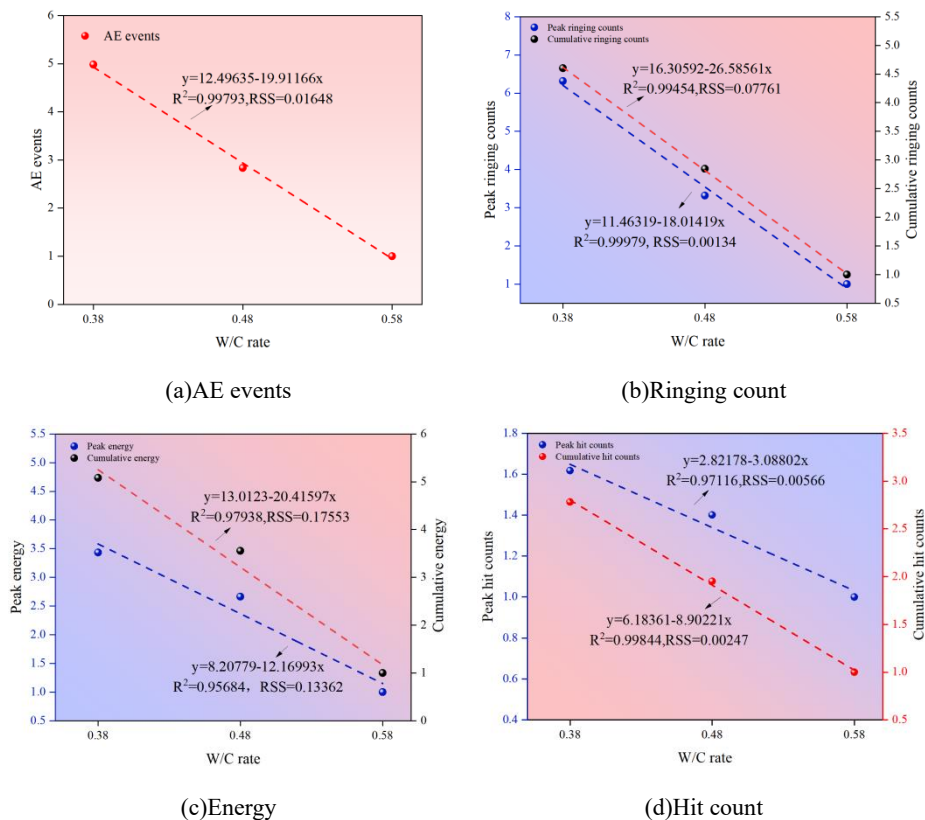 AE events
y=12.49635-19.91166x
R²=0.99793,RSS=0.01648
AE events
6
5
4
3
2
1
0
0.38
0.48
0.58
W/C rate
(a)AE events
Peak ringing counts
Cumulative ringing counts
y=16.30592-26.58561x
R²=0.99454,RSS=0.07761
y=11.46319-18.01419x
R²=0.99979, RSS=0.00134
Peak ringing counts
8
7
6
5
4
3
2
1
Cumulative ringing counts
5.5
5.0
4.5
4.0
3.5
3.0
2.5
2.0
1.5
1.0
0.5
0.38
0.48
0.58
W/C rate
(b)Ringing count
Peak energy
Cumulative energy
y=13.0123-20.41597x
R²=0.97938,RSS=0.17553
y=8.20779-12.16993x
R²=0.95684，RSS=0.13362
Peak energy
5.5
5.0
4.5
4.0
3.5
3.0
2.5
2.0
1.5
1.0
0.5
Cumulative energy
6
5
4
3
2
1
0
0.38
0.48
0.58
W/C rate
(c)Energy
Peak hit counts
Cumulative hit counts
y=2.82178-3.08802x
R²=0.97116,RSS=0.00566
y=6.18361-8.90221x
R²=0.99844,RSS=0.00247
Peak hit counts
1.8
1.6
1.4
1.2
1.0
0.8
0.6
0.4
Cumulative hit counts
3.5
3.0
2.5
2.0
1.5
1.0
0.5
0.38
0.48
0.58
W/C rate
(d)Hit count